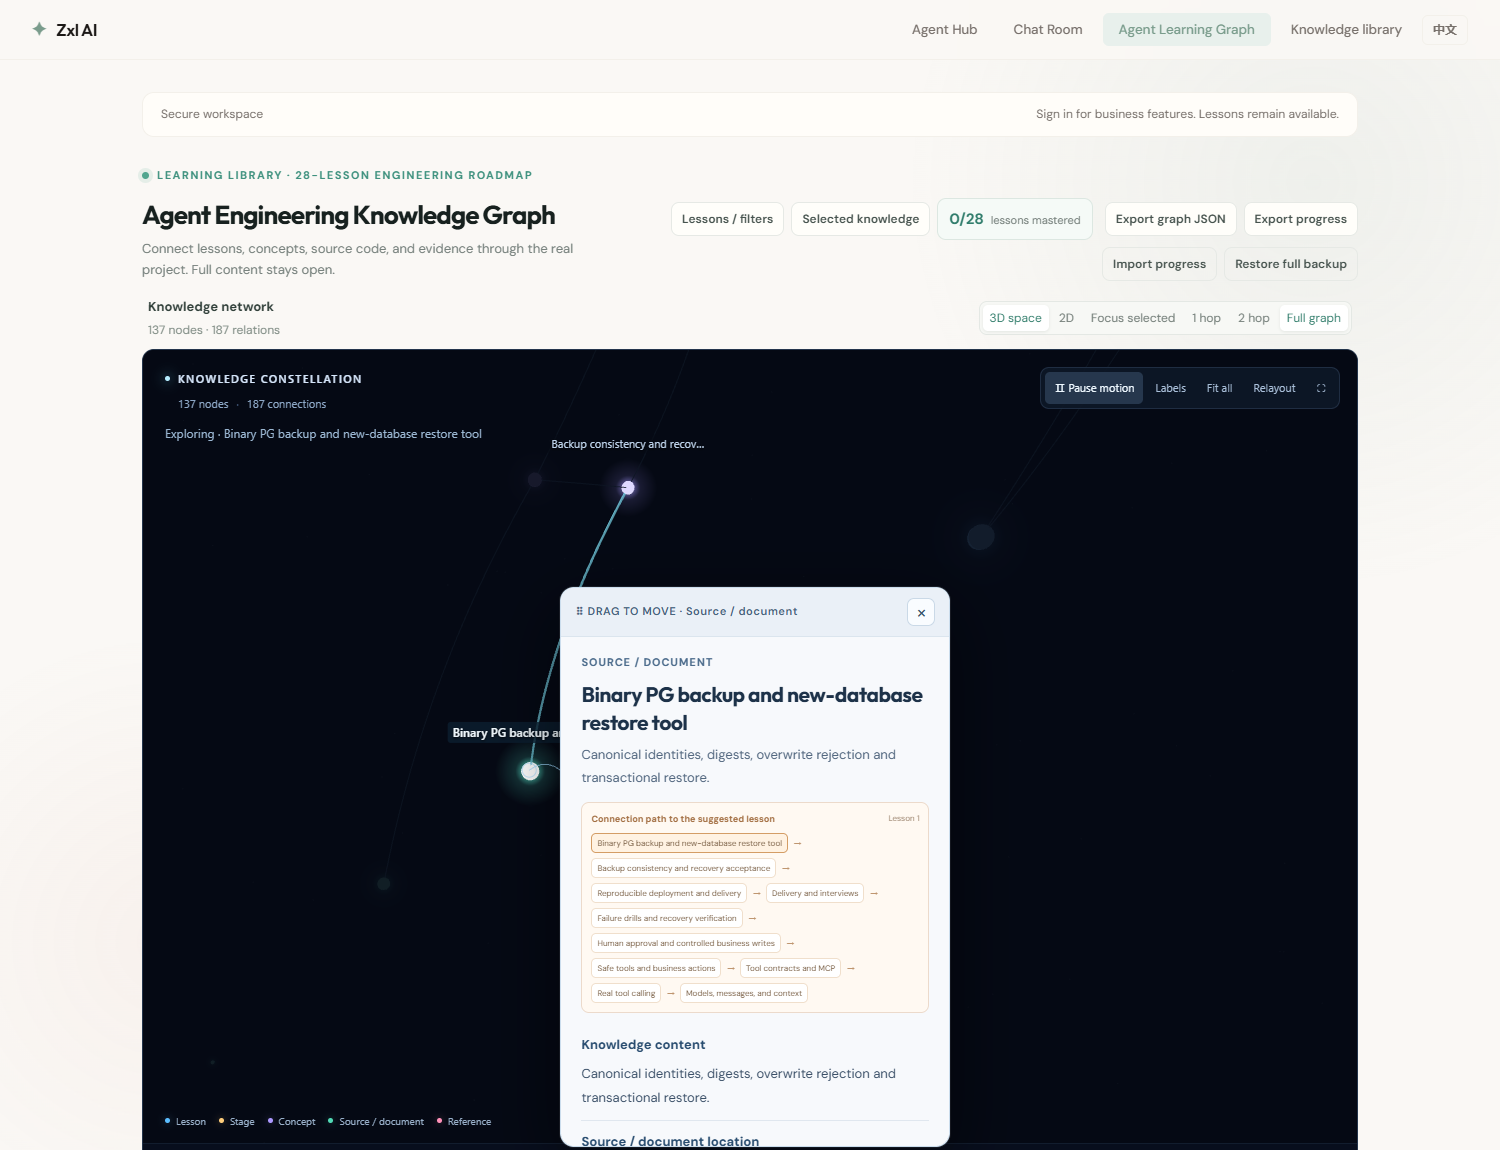 Zxl AI
Agent Hub
Chat Room
Agent Learning Graph
Knowledge library
中文
Secure workspace
Sign in for business features. Lessons remain available.
LEARNING LIBRARY · 28-LESSON ENGINEERING ROADMAP
Agent Engineering Knowledge Graph
Connect lessons, concepts, source code, and evidence through the real
project. Full content stays open.
Lessons / filters
Selected knowledge
0/28 lessons mastered
Export graph JSON
Export progress
Import progress
Restore full backup
Knowledge network
137 nodes · 187 relations
3D space
2D
Focus selected
1 hop
2 hop
Full graph
KNOWLEDGE CONSTELLATION
137 nodes · 187 connections
Exploring · Binary PG backup and new-database restore tool
Pause motion
Labels
Fit all
Relayout
Backup consistency and recov...
Binary PG backup a
DRAG TO MOVE · Source / document
×
SOURCE / DOCUMENT
Binary PG backup and new-database
restore tool
Canonical identities, digests, overwrite rejection and
transactional restore.
Connection path to the suggested lesson
Lesson 1
Binary PG backup and new-database restore tool →
Backup consistency and recovery acceptance →
Reproducible deployment and delivery → Delivery and interviews →
Failure drills and recovery verification →
Human approval and controlled business writes →
Safe tools and business actions → Tool contracts and MCP →
Real tool calling → Models, messages, and context
Knowledge content
Canonical identities, digests, overwrite rejection and
transactional restore.
Source / document location
Lesson
Stage
Concept
Source / document
Reference